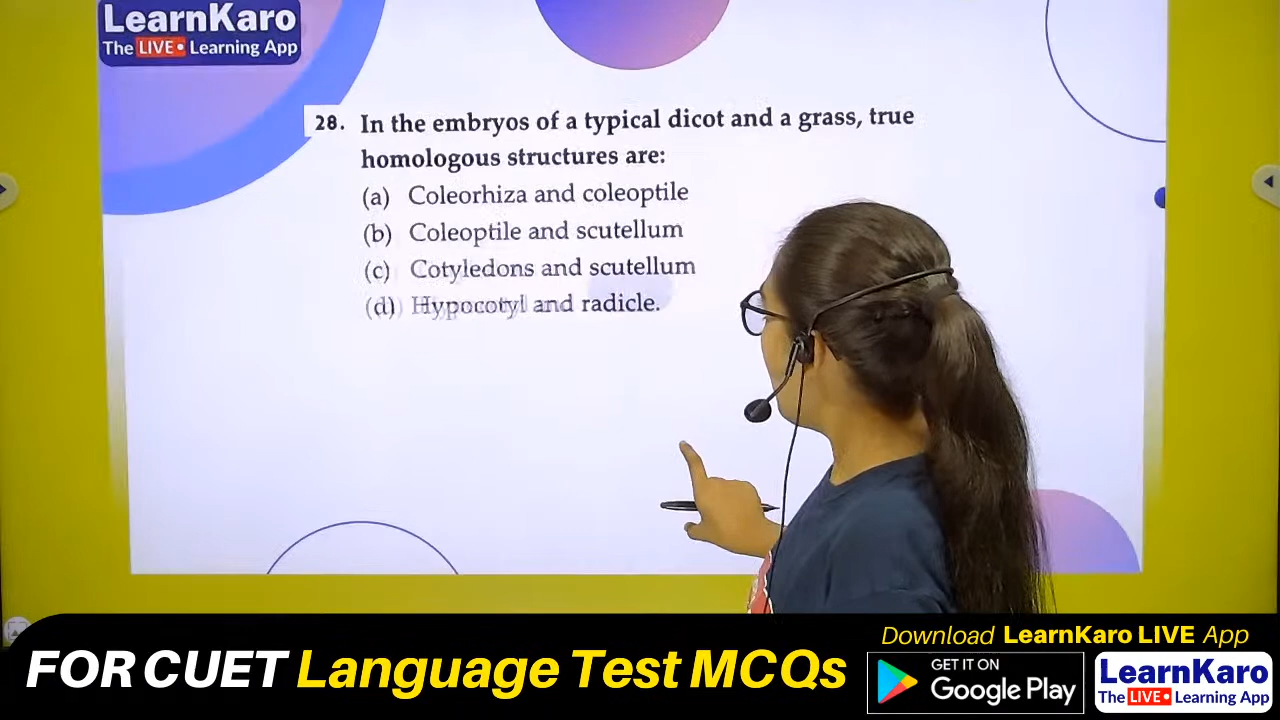 LearnKaro
The LIVE Learning App
28. In the embryos of a typical dicot and a grass, true
homologous structures are:
(a) Coleorhiza and coleoptile
(b) Coleoptile and scutellum
(c) Cotyledons and scutellum
(d) Hypocotyl and radicle.
FOR CUET Language Test MCQs
Download LearnKaro LIVE App
GET IT ON
Google Play
LearnKaro
The LIVE Learning App